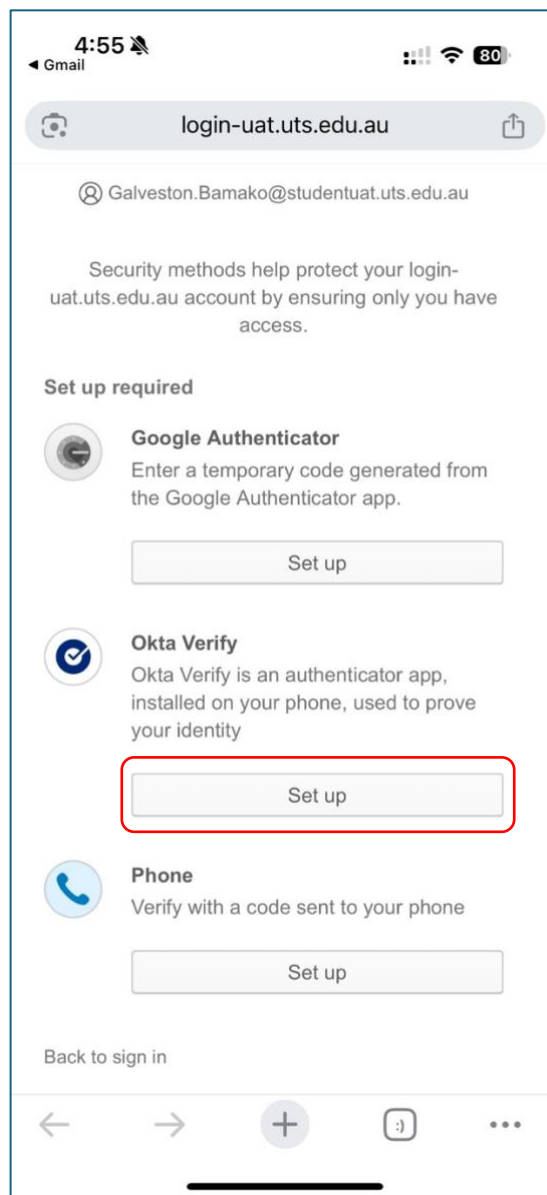 4:55
◀ Gmail
80
login-uat.uts.edu.au
Galveston.Bamako@studentuat.uts.edu.au
Security methods help protect your login-
uat.uts.edu.au account by ensuring only you have
access.
Set up required
Google Authenticator
Enter a temporary code generated from
the Google Authenticator app.
Set up
Okta Verify
Okta Verify is an authenticator app,
installed on your phone, used to prove
your identity
Set up
Phone
Verify with a code sent to your phone
Set up
Back to sign in
:)